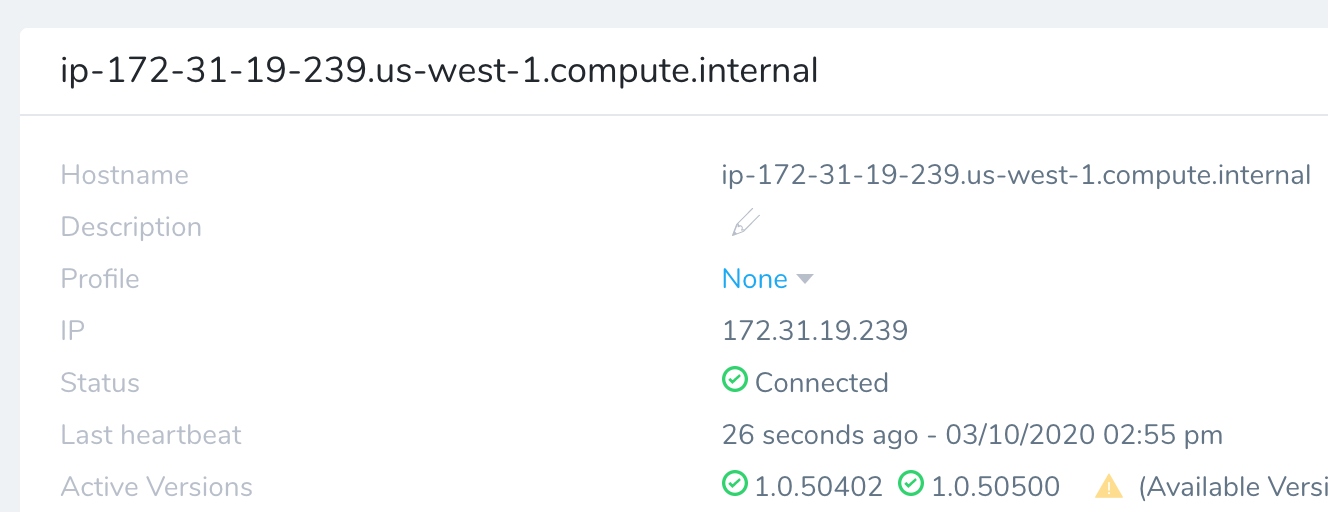 ip-172-31-19-239.us-west-1.compute.internal
Hostname ip-172-31-19-239.us-west-1.compute.internal
Description
Profile None
IP 172.31.19.239
Status Connected
Last heartbeat 26 seconds ago - 03/10/2020 02:55 pm
Active Versions 1.0.50402 1.0.50500 (Available Versi